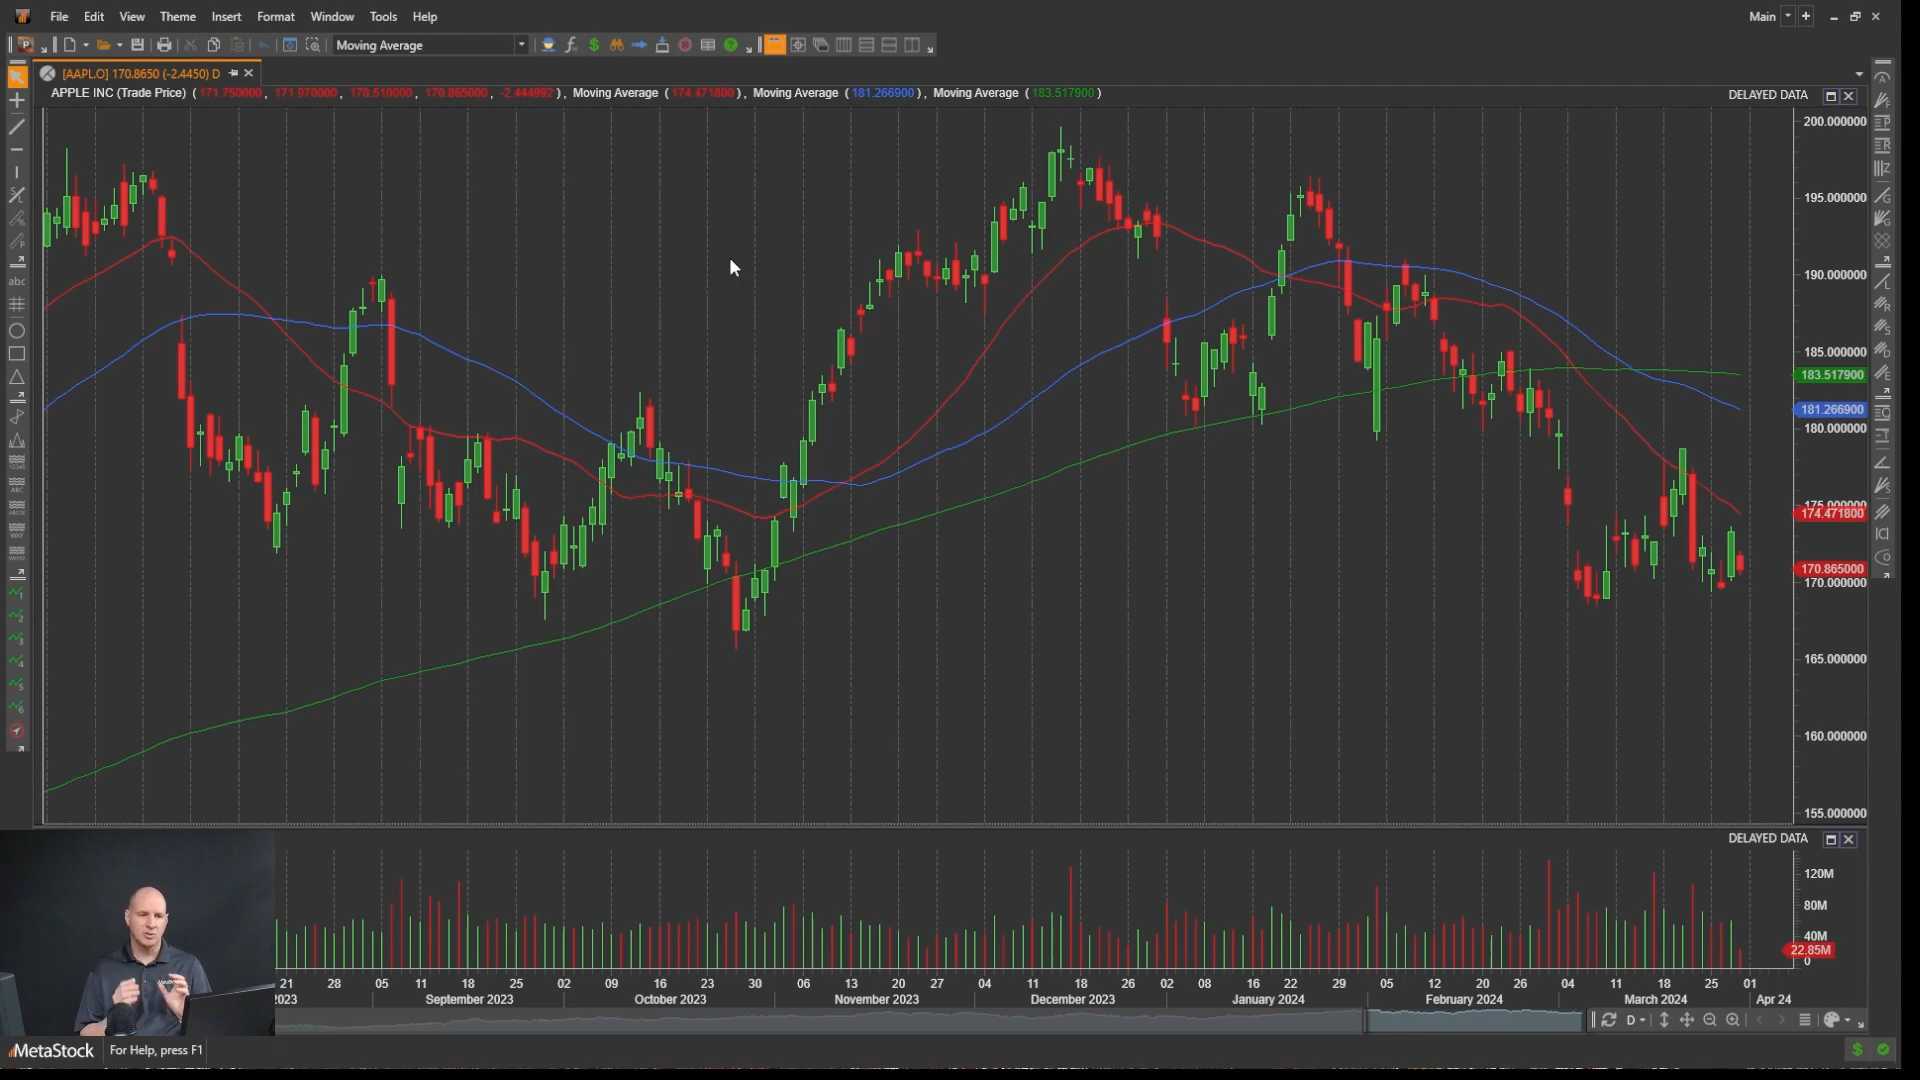 File Edit View Theme Insert Format Window Tools Help Main
Moving Average
[AAPL.O] 170.8650 (-2.4450) D
APPLE INC (Trade Price) ( 171.750000, 171.970000, 170.510000, 170.865000, -2.444992 ), Moving Average ( 174.471800 ), Moving Average ( 181.266900 ), Moving Average ( 183.517900 )
DELAYED DATA
200.000000
195.000000
190.000000
185.000000
183.517900
181.266900
180.000000
175.000000
174.471800
170.865000
170.000000
165.000000
160.000000
155.000000
abc
DELAYED DATA
120M
80M
40M
22.85M
0
21 28 05 11 18 25 02 09 16 23 30 06 13 20 27 04 11 18 26 02 08 16 22 29 05 12 20 26 04 11 18 25 01
2023 September 2023 October 2023 November 2023 December 2023 January 2024 February 2024 March 2024 Apr 24
D
MetaStock For Help, press F1